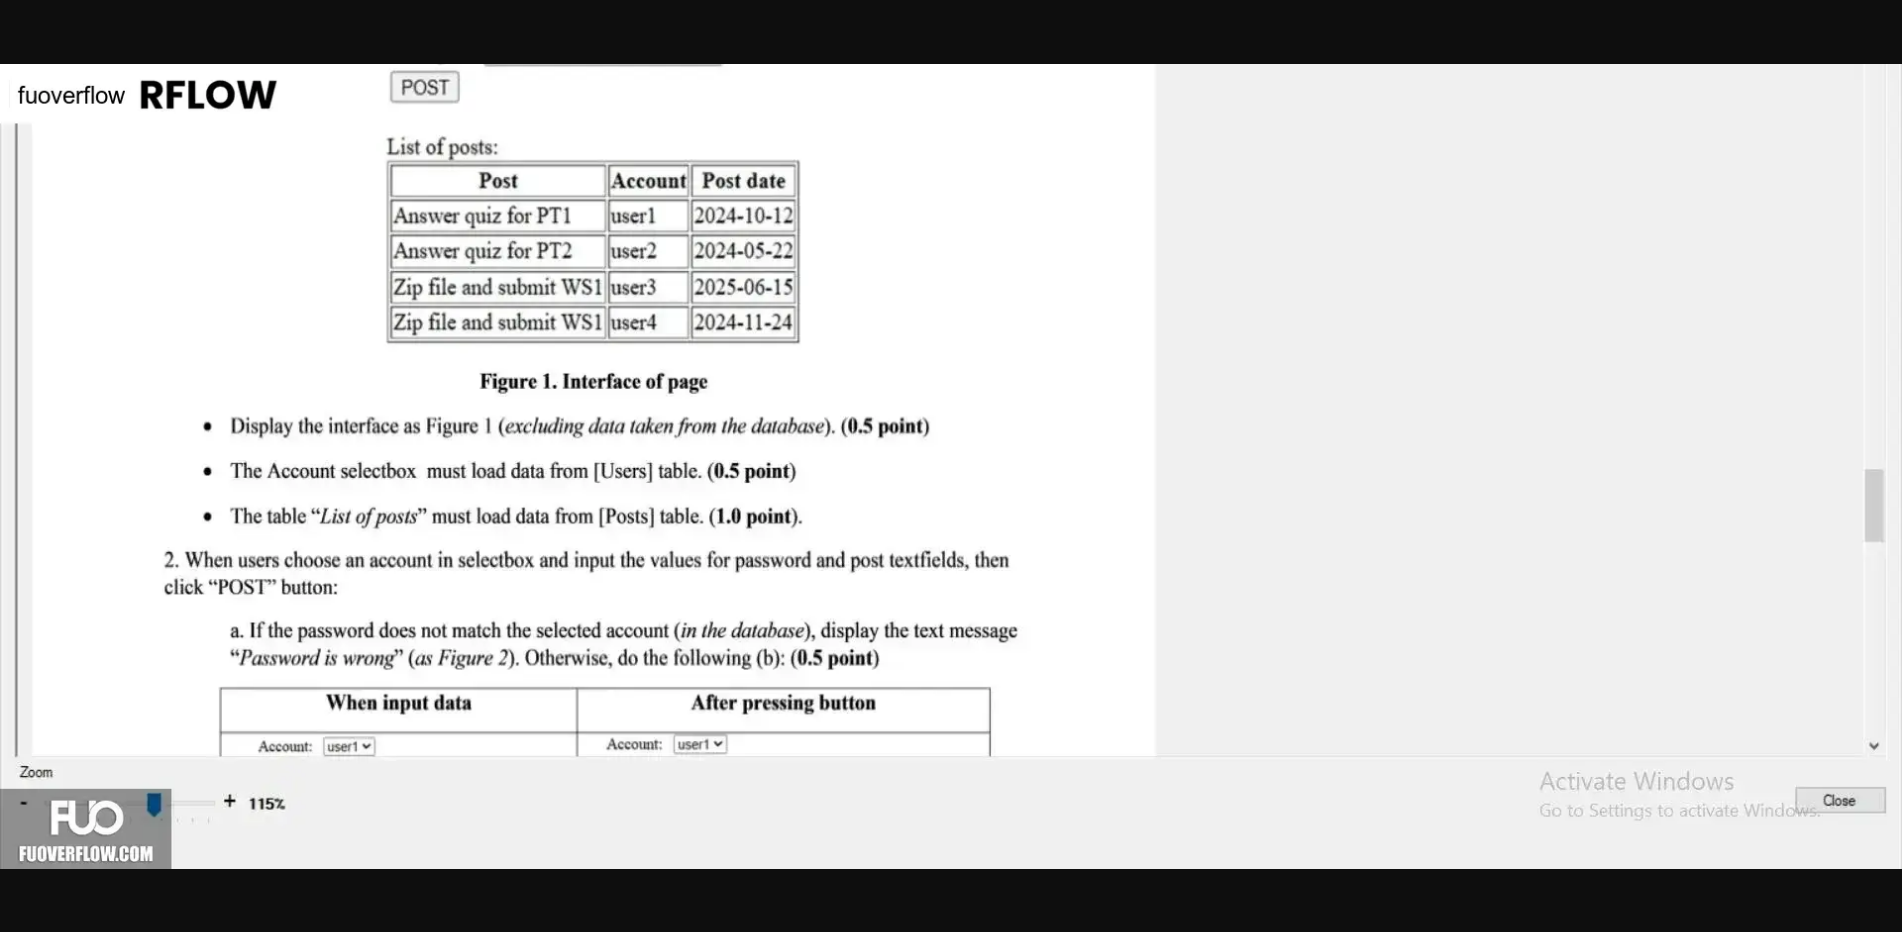 fuoverflow RFLOW
POST
List of posts:
Post Account Post date
Answer quiz for PT1 user1 2024-10-12
Answer quiz for PT2 user2 2024-05-22
Zip file and submit WS1 user3 2025-06-15
Zip file and submit WS1 user4 2024-11-24
Figure 1. Interface of page
• Display the interface as Figure 1 (excluding data taken from the database). (0.5 point)
• The Account selectbox must load data from [Users] table. (0.5 point)
• The table “List of posts” must load data from [Posts] table. (1.0 point).
2. When users choose an account in selectbox and input the values for password and post textfields, then
click “POST” button:
a. If the password does not match the selected account (in the database), display the text message
“Password is wrong” (as Figure 2). Otherwise, do the following (b): (0.5 point)
When input data After pressing button
Account: user1 Account: user1
Zoom
- + 115%
FUO
FUOVERFLOW.COM
Activate Windows
Go to Settings to activate Windows.
Close